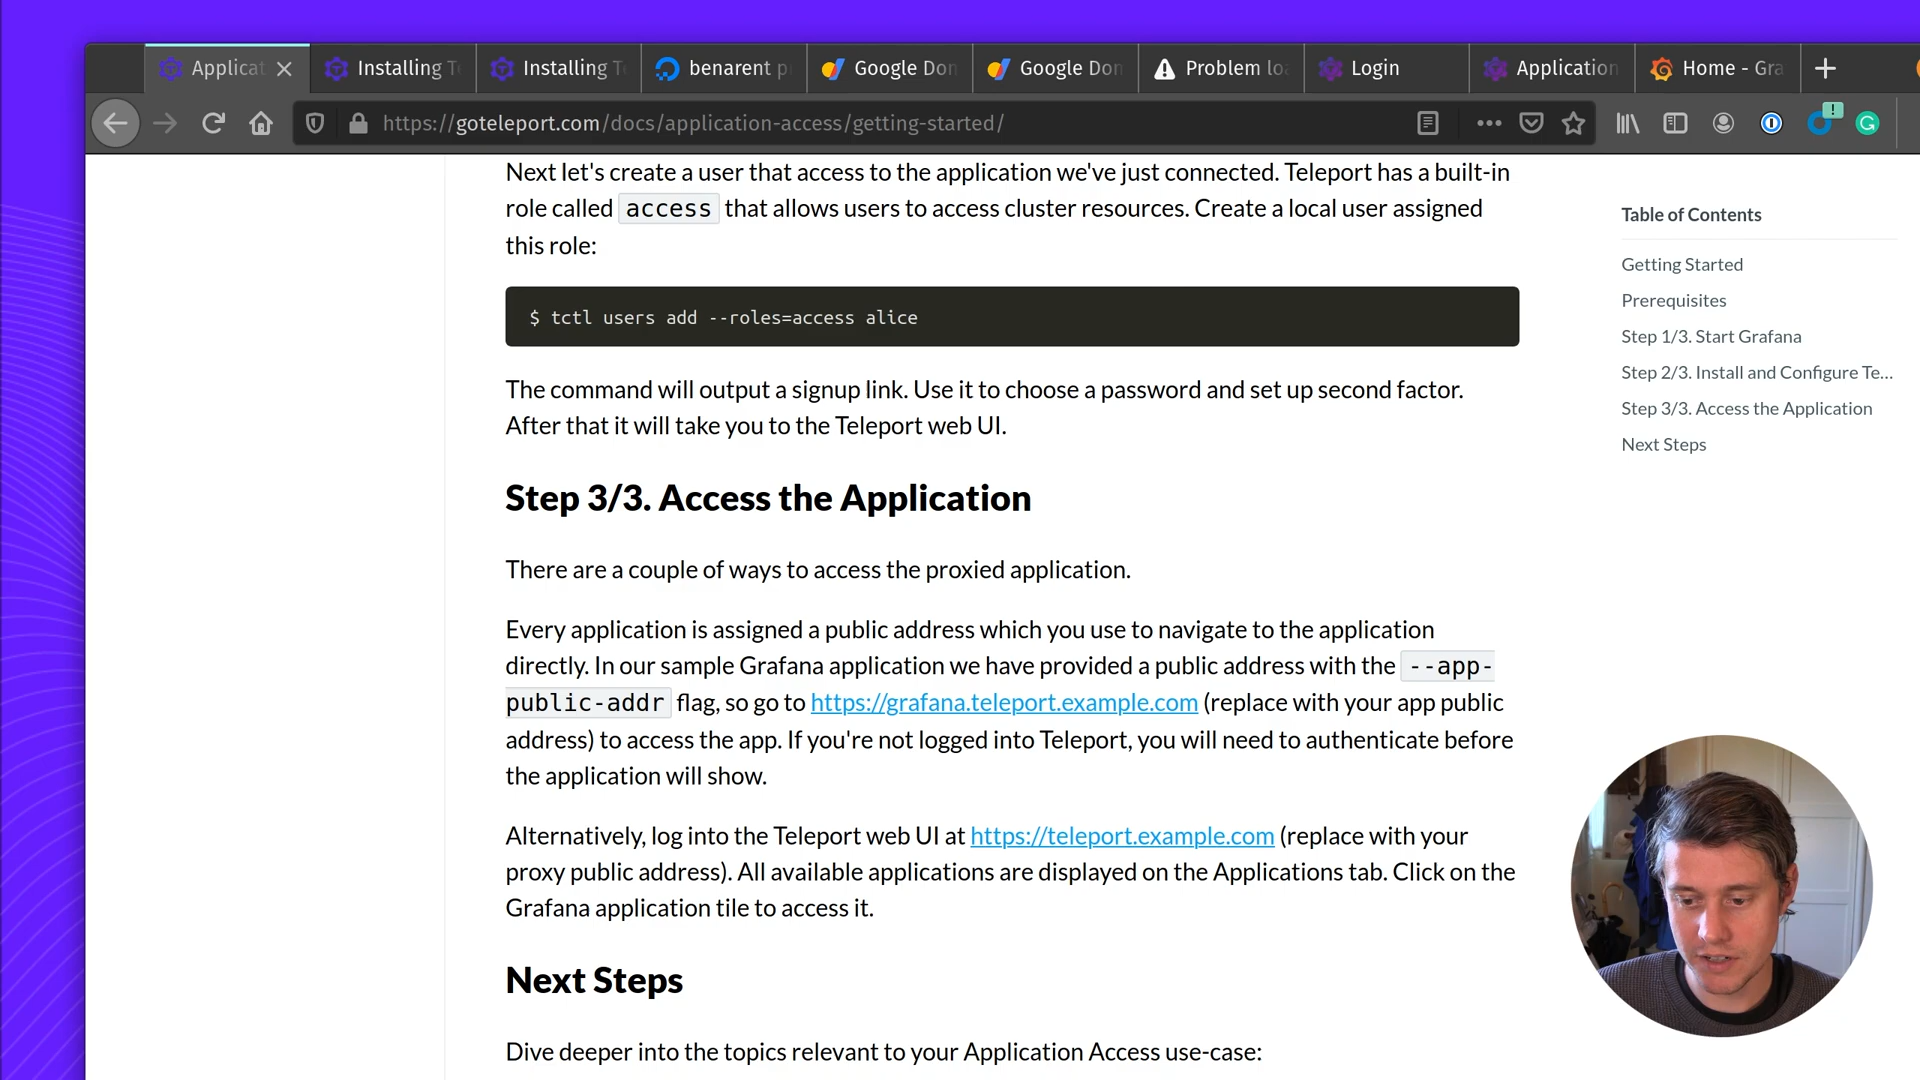 Applicat
Installing T
Installing T
benarent p
Google Don
Google Don
Problem loa
Login
Application
Home - Gra
https://goteleport.com/docs/application-access/getting-started/
Next let's create a user that access to the application we've just connected. Teleport has a built-in
role called access that allows users to access cluster resources. Create a local user assigned
this role:
$ tctl users add --roles=access alice
The command will output a signup link. Use it to choose a password and set up second factor.
After that it will take you to the Teleport web UI.
Step 3/3. Access the Application
There are a couple of ways to access the proxied application.
Every application is assigned a public address which you use to navigate to the application
directly. In our sample Grafana application we have provided a public address with the --app-
public-addr flag, so go to https://grafana.teleport.example.com (replace with your app public
address) to access the app. If you're not logged into Teleport, you will need to authenticate before
the application will show.
Alternatively, log into the Teleport web UI at https://teleport.example.com (replace with your
proxy public address). All available applications are displayed on the Applications tab. Click on the
Grafana application tile to access it.
Next Steps
Dive deeper into the topics relevant to your Application Access use-case:
Table of Contents
Getting Started
Prerequisites
Step 1/3. Start Grafana
Step 2/3. Install and Configure Te...
Step 3/3. Access the Application
Next Steps